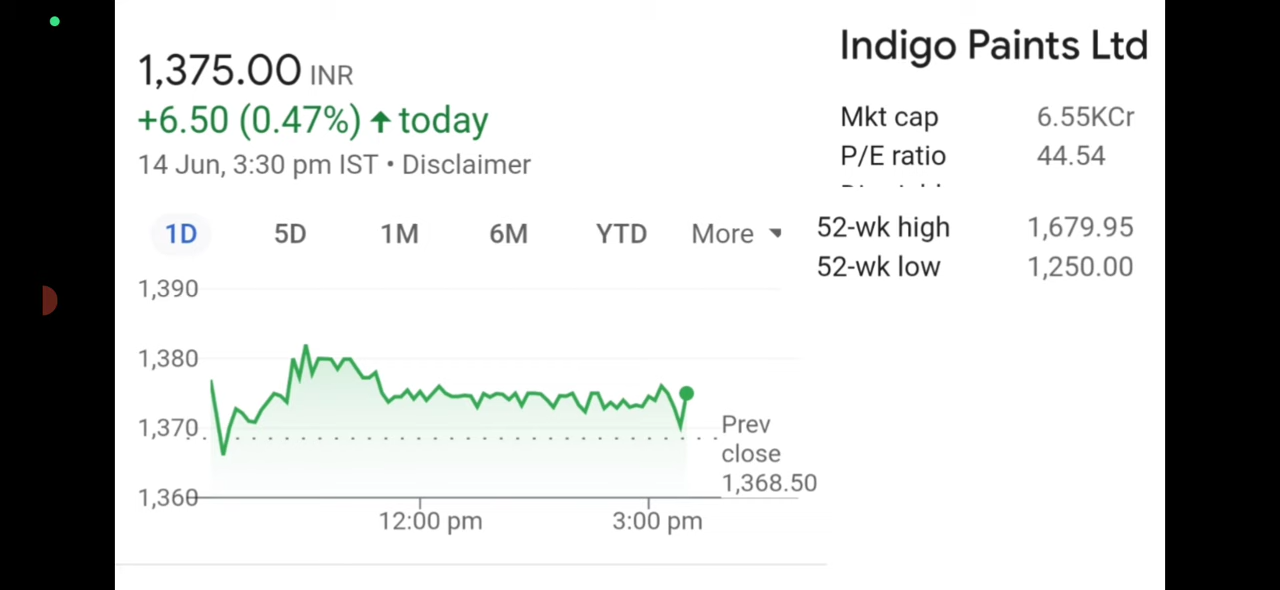 1,375.00 INR
+6.50 (0.47%) ↑ today
14 Jun, 3:30 pm IST • Disclaimer
1D 5D 1M 6M YTD More
1,390
1,380
1,370
1,360
Prev
close
1,368.50
12:00 pm 3:00 pm
Indigo Paints Ltd
Mkt cap 6.55KCr
P/E ratio 44.54
52-wk high 1,679.95
52-wk low 1,250.00